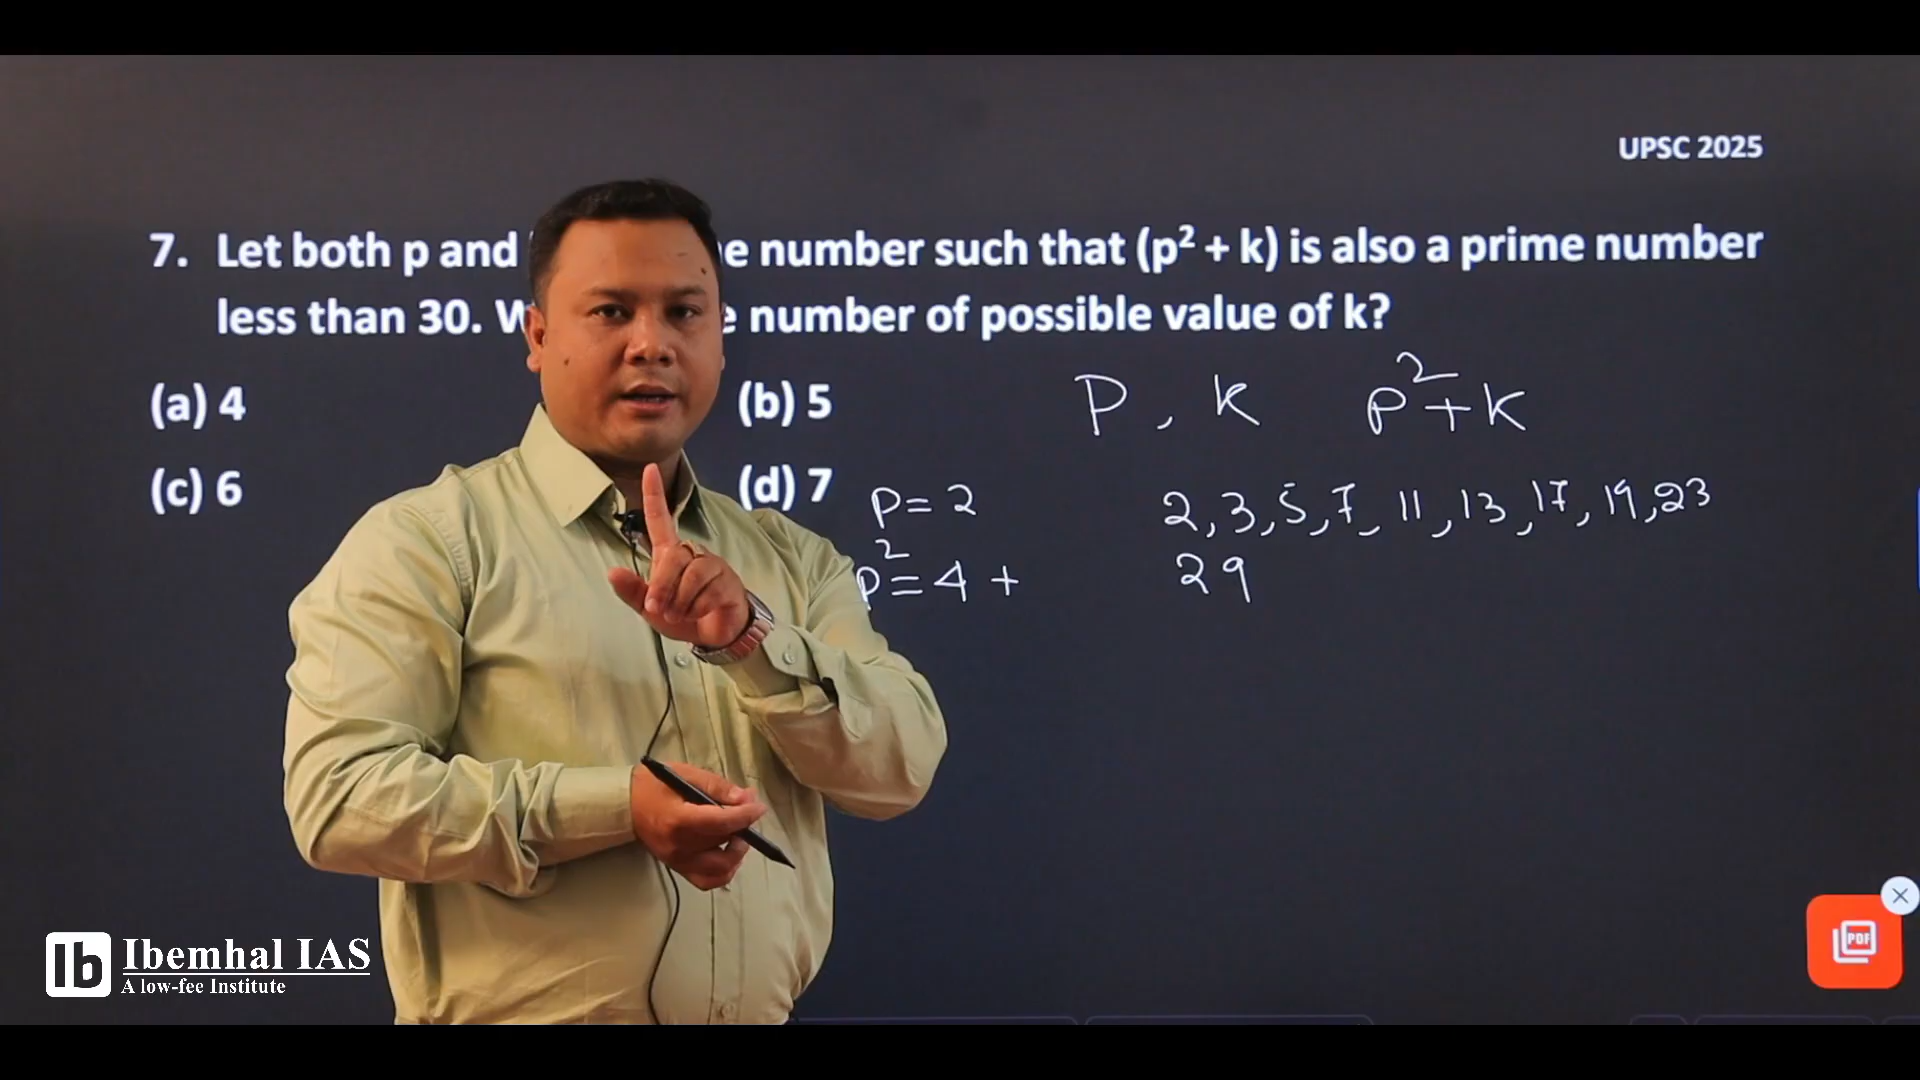 UPSC 2025
7. Let both p and e number such that (p² + k) is also a prime number
less than 30. W e number of possible value of k?
(a) 4
(b) 5
P , k
p² + k
(c) 6
(d) 7
P = 2
2, 3, 5, 7, 11, 13, 17, 19, 23
29
p² = 4 +
PDF
Ib
Ibemhal IAS
A low-fee Institute